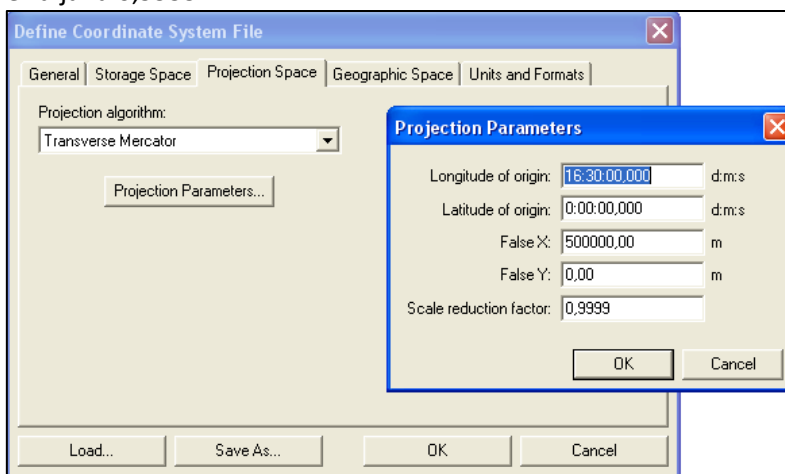 Define Coordinate System File
General Storage Space Projection Space Geographic Space Units and Formats
Projection algorithm:
Transverse Mercator
Projection Parameters...
Projection Parameters
Longitude of origin: 16:30:00,000 d:m:s
Latitude of origin: 0:00:00,000 d:m:s
False X: 500000,00 m
False Y: 0,00 m
Scale reduction factor: 0,9999
OK Cancel
Load... Save As... OK Cancel